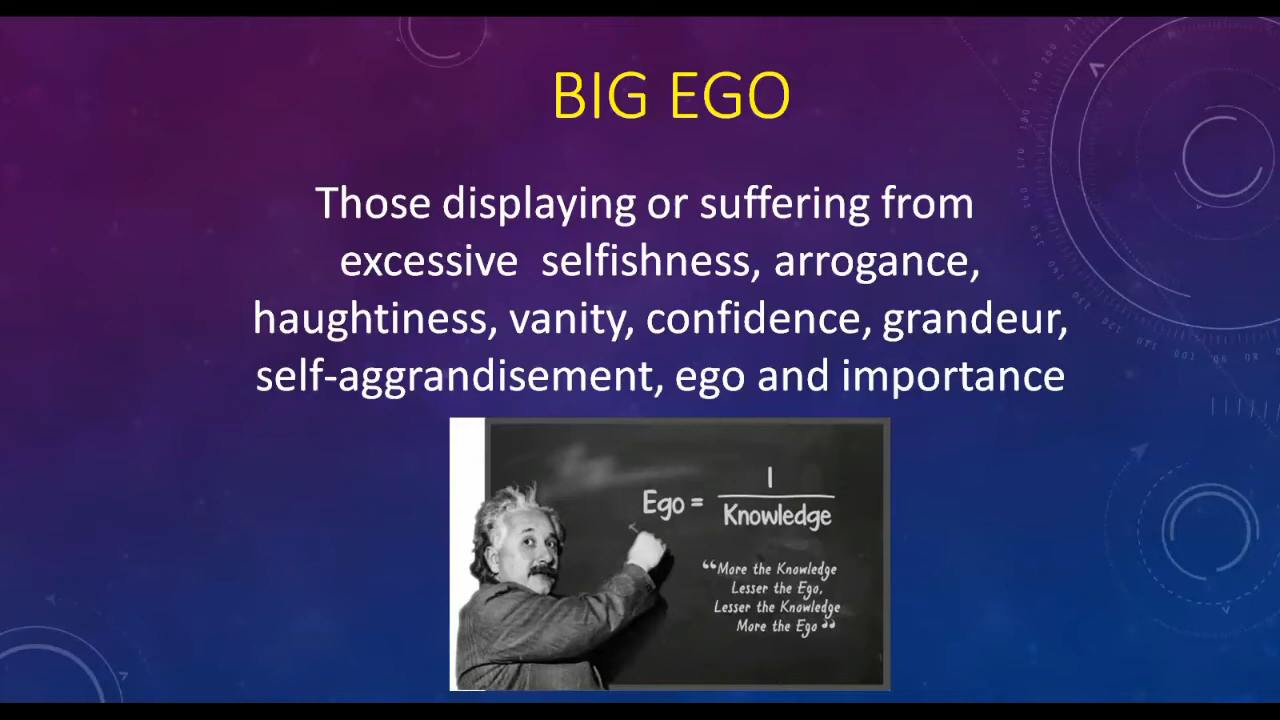 BIG EGO
Those displaying or suffering from
excessive selfishness, arrogance,
haughtiness, vanity, confidence, grandeur,
self-aggrandisement, ego and importance
Ego = 1
Knowledge
“More the Knowledge
Lesser the Ego,
Lesser the Knowledge
More the Ego”